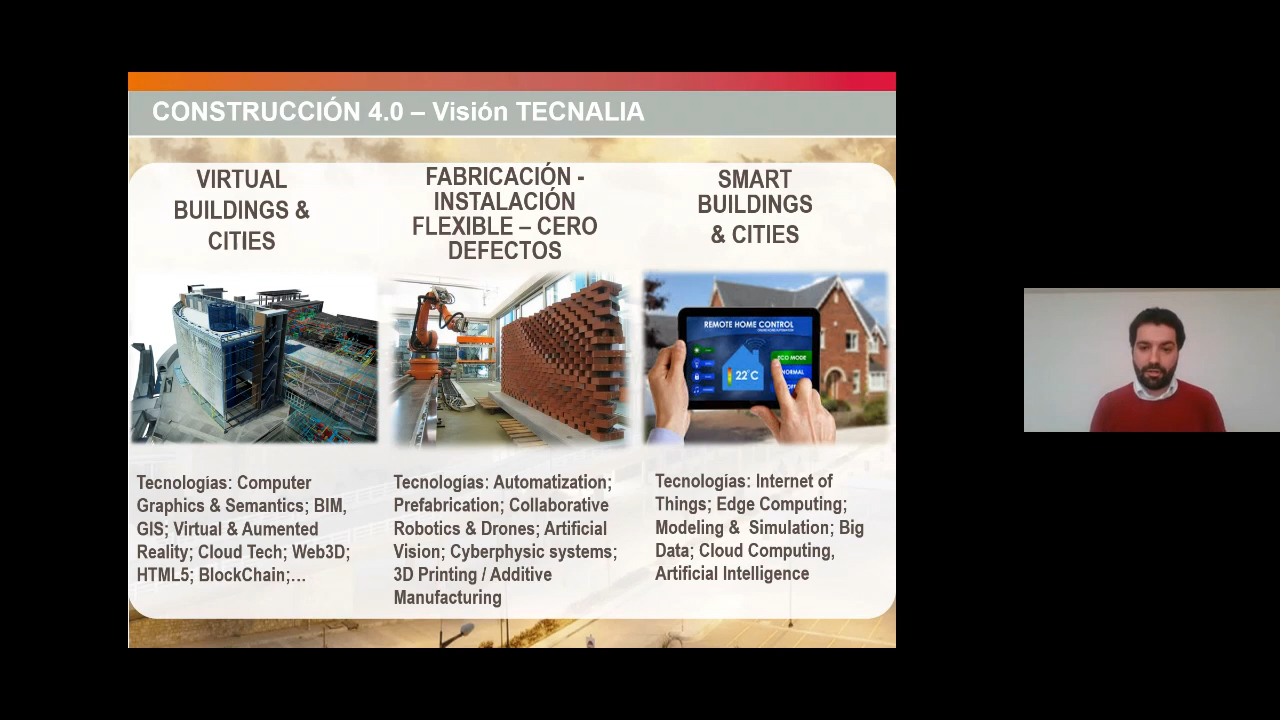 CONSTRUCCIÓN 4.0 – Visión TECNALIA
VIRTUAL
BUILDINGS &
CITIES
FABRICACIÓN -
INSTALACIÓN
FLEXIBLE – CERO
DEFECTOS
SMART
BUILDINGS
& CITIES
REMOTE HOME CONTROL
ECO MODE
22°C
NORMAL
OFF
Tecnologías: Computer
Graphics & Semantics; BIM,
GIS; Virtual & Aumented
Reality; Cloud Tech; Web3D;
HTML5; BlockChain;...
Tecnologías: Automatization;
Prefabrication; Collaborative
Robotics & Drones; Artificial
Vision; Cyberphysic systems;
3D Printing / Additive
Manufacturing
Tecnologías: Internet of
Things; Edge Computing;
Modeling &  Simulation; Big
Data; Cloud Computing,
Artificial Intelligence